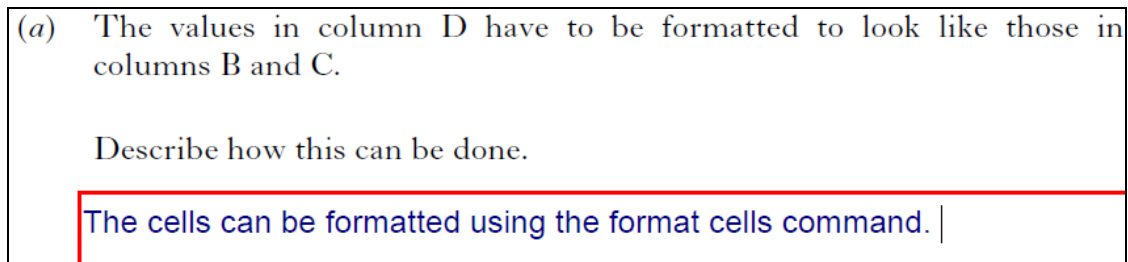 (a) The values in column D have to be formatted to look like those in
columns B and C.
Describe how this can be done.
The cells can be formatted using the format cells command.